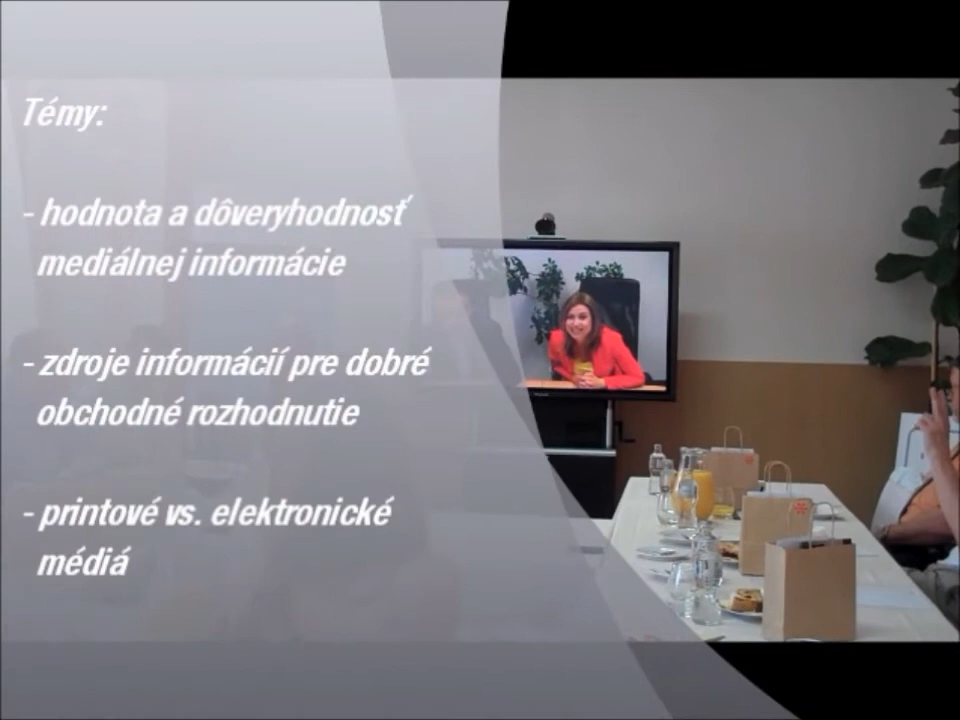 Témy:
- hodnota a dôveryhodnosť
mediálnej informácie
- zdroje informácií pre dobré
obchodné rozhodnutie
- printové vs. elektronické
médiá